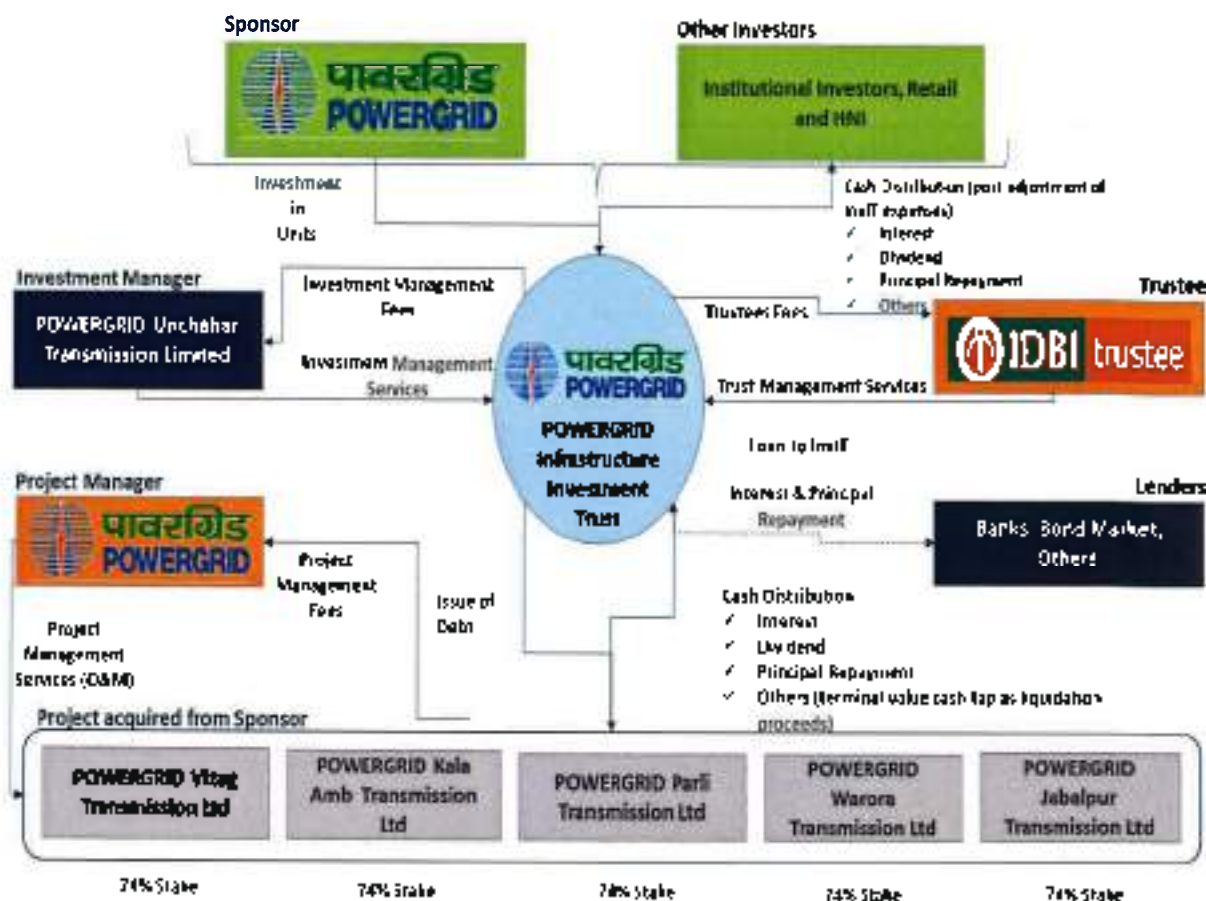 Sponsor
पावरग्रिड
POWERGRID
Other Investors
Institutional Investors, Retail
and HNI
Investment
in
Units
Cash Distribution (post adjustment of
InvIT expenses)
✓ Interest
✓ Dividend
✓ Principal Repayment
✓ Others
Investment Manager
POWERGRID Unchahar
Transmission Limited
Investment Management
Fees
Investment Management
Services
पावरग्रिड
POWERGRID
POWERGRID
Infrastructure
Investment
Trust
Trustees Fees
Trust Management Services
Trustee
IDBI trustee
Loan to InvIT
Interest & Principal
Repayment
Lenders
Banks, Bond Market,
Others
Project Manager
पावरग्रिड
POWERGRID
Project
Management
Fees
Issue of
Debt
Project
Management
Services (O&M)
Cash Distribution
✓ Interest
✓ Dividend
✓ Principal Repayment
✓ Others (terminal value cash flap as liquidation
proceeds)
Project acquired from Sponsor
POWERGRID Vizag
Transmission Ltd
POWERGRID Kala
Amb Transmission
Ltd
POWERGRID Parli
Transmission Ltd
POWERGRID
Warora
Transmission Ltd
POWERGRID
Jabalpur
Transmission Ltd
74% Stake
74% Stake
74% Stake
74% Stake
74% Stake